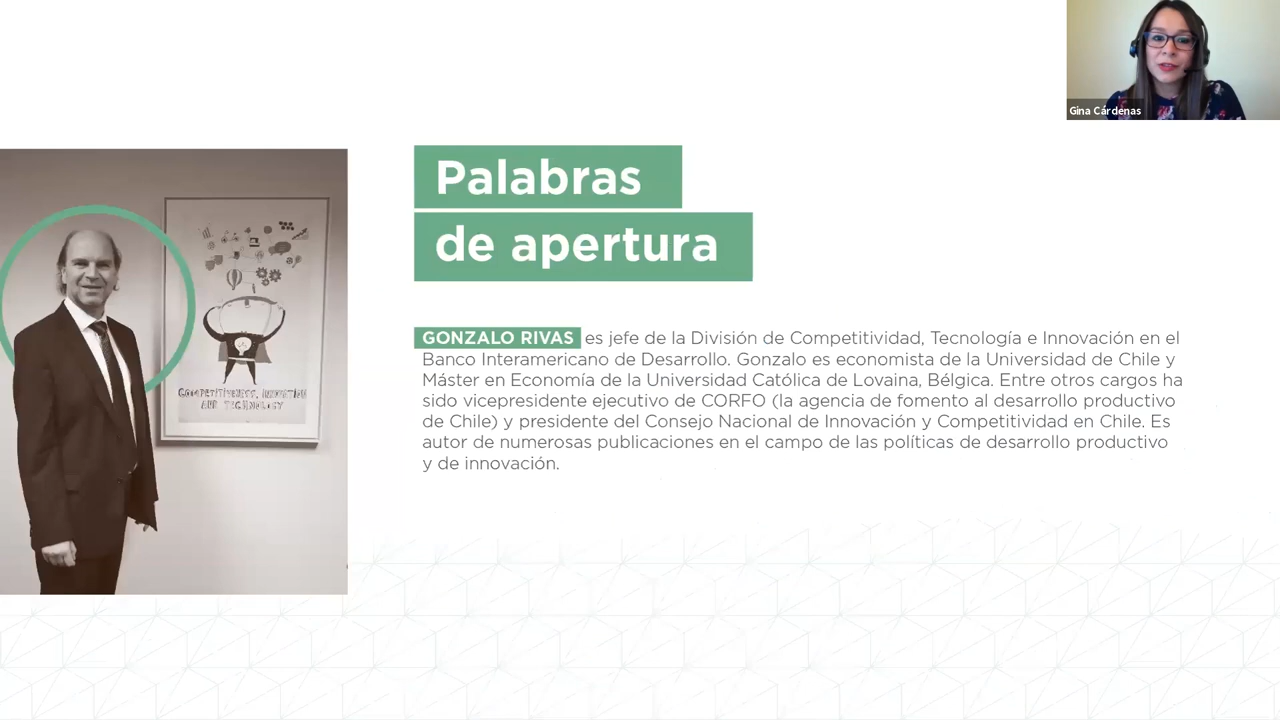 Gina Cárdenas
Palabras
de apertura
GONZALO RIVAS es jefe de la División de Competitividad, Tecnología e Innovación en el
Banco Interamericano de Desarrollo. Gonzalo es economista de la Universidad de Chile y
Máster en Economía de la Universidad Católica de Lovaina, Bélgica. Entre otros cargos ha
sido vicepresidente ejecutivo de CORFO (la agencia de fomento al desarrollo productivo
de Chile) y presidente del Consejo Nacional de Innovación y Competitividad en Chile. Es
autor de numerosas publicaciones en el campo de las políticas de desarrollo productivo
y de innovación.
COMPETITIVENESS, INNOVATION
AND TECHNOLOGY